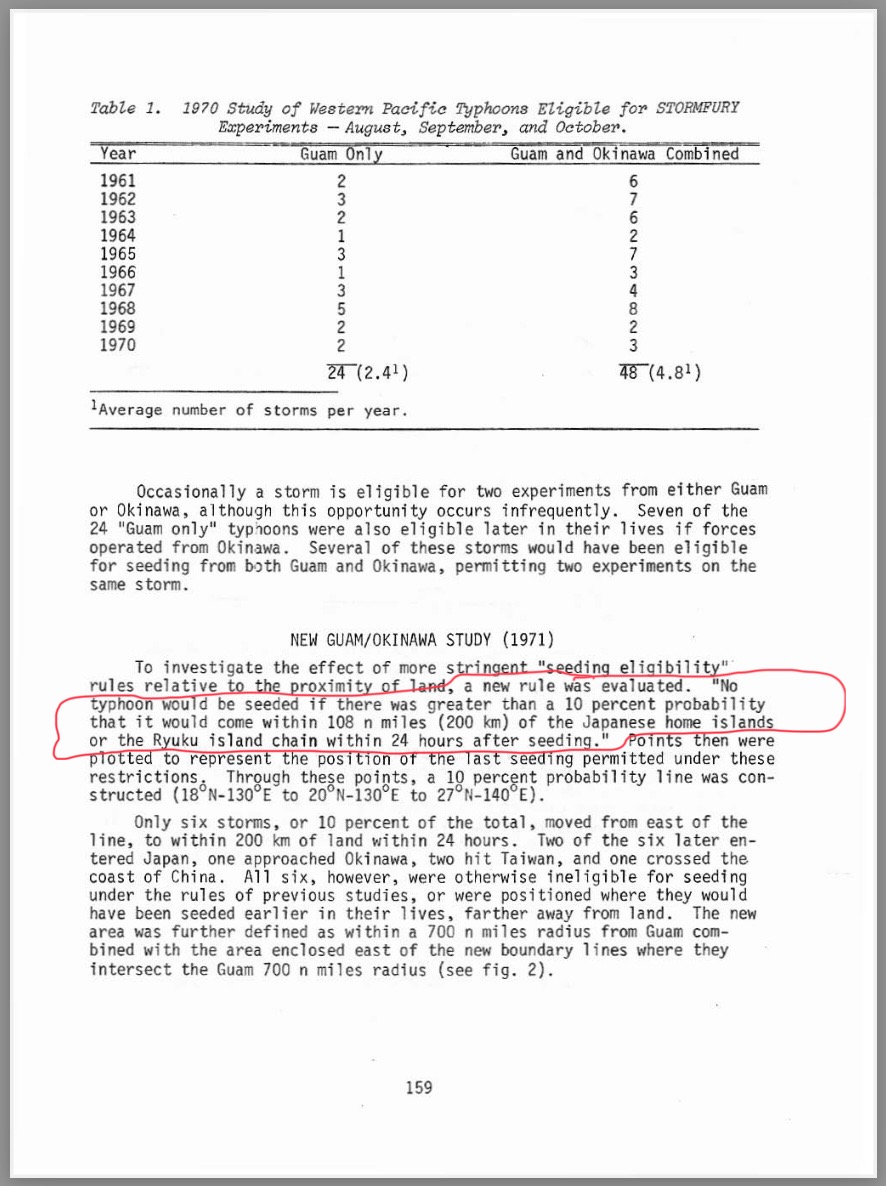 Table 1. 1970 Study of Western Pacific Typhoons Eligible for STORMFURY
Experiments — August, September, and October.
Year Guam Only Guam and Okinawa Combined
1961 2 6
1962 3 7
1963 2 6
1964 1 2
1965 3 7
1966 1 3
1967 3 4
1968 5 8
1969 2 2
1970 2 3
24 (2.4¹) 48 (4.8¹)
¹Average number of storms per year.
Occasionally a storm is eligible for two experiments from either Guam
or Okinawa, although this opportunity occurs infrequently. Seven of the
24 "Guam only" typhoons were also eligible later in their lives if forces
operated from Okinawa. Several of these storms would have been eligible
for seeding from both Guam and Okinawa, permitting two experiments on the
same storm.
NEW GUAM/OKINAWA STUDY (1971)
To investigate the effect of more stringent "seeding eligibility"
rules relative to the proximity of land, a new rule was evaluated. "No
typhoon would be seeded if there was greater than a 10 percent probability
that it would come within 108 n miles (200 km) of the Japanese home islands
or the Ryuku island chain within 24 hours after seeding." Points then were
plotted to represent the position of the last seeding permitted under these
restrictions. Through these points, a 10 percent probability line was con-
structed (18°N-130°E to 20°N-130°E to 27°N-140°E).
Only six storms, or 10 percent of the total, moved from east of the
line, to within 200 km of land within 24 hours. Two of the six later en-
tered Japan, one approached Okinawa, two hit Taiwan, and one crossed the
coast of China. All six, however, were otherwise ineligible for seeding
under the rules of previous studies, or were positioned where they would
have been seeded earlier in their lives, farther away from land. The new
area was further defined as within a 700 n miles radius from Guam com-
bined with the area enclosed east of the new boundary lines where they
intersect the Guam 700 n miles radius (see fig. 2).
159